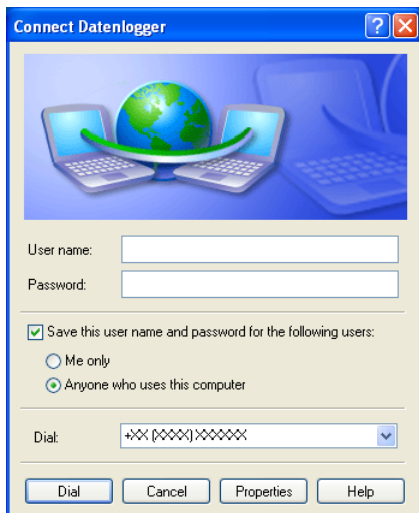 Connect Datenlogger
User name:
Password:
Save this user name and password for the following users:
Me only
Anyone who uses this computer
Dial: +XX (XXXX) XXXXXX
Dial Cancel Properties Help